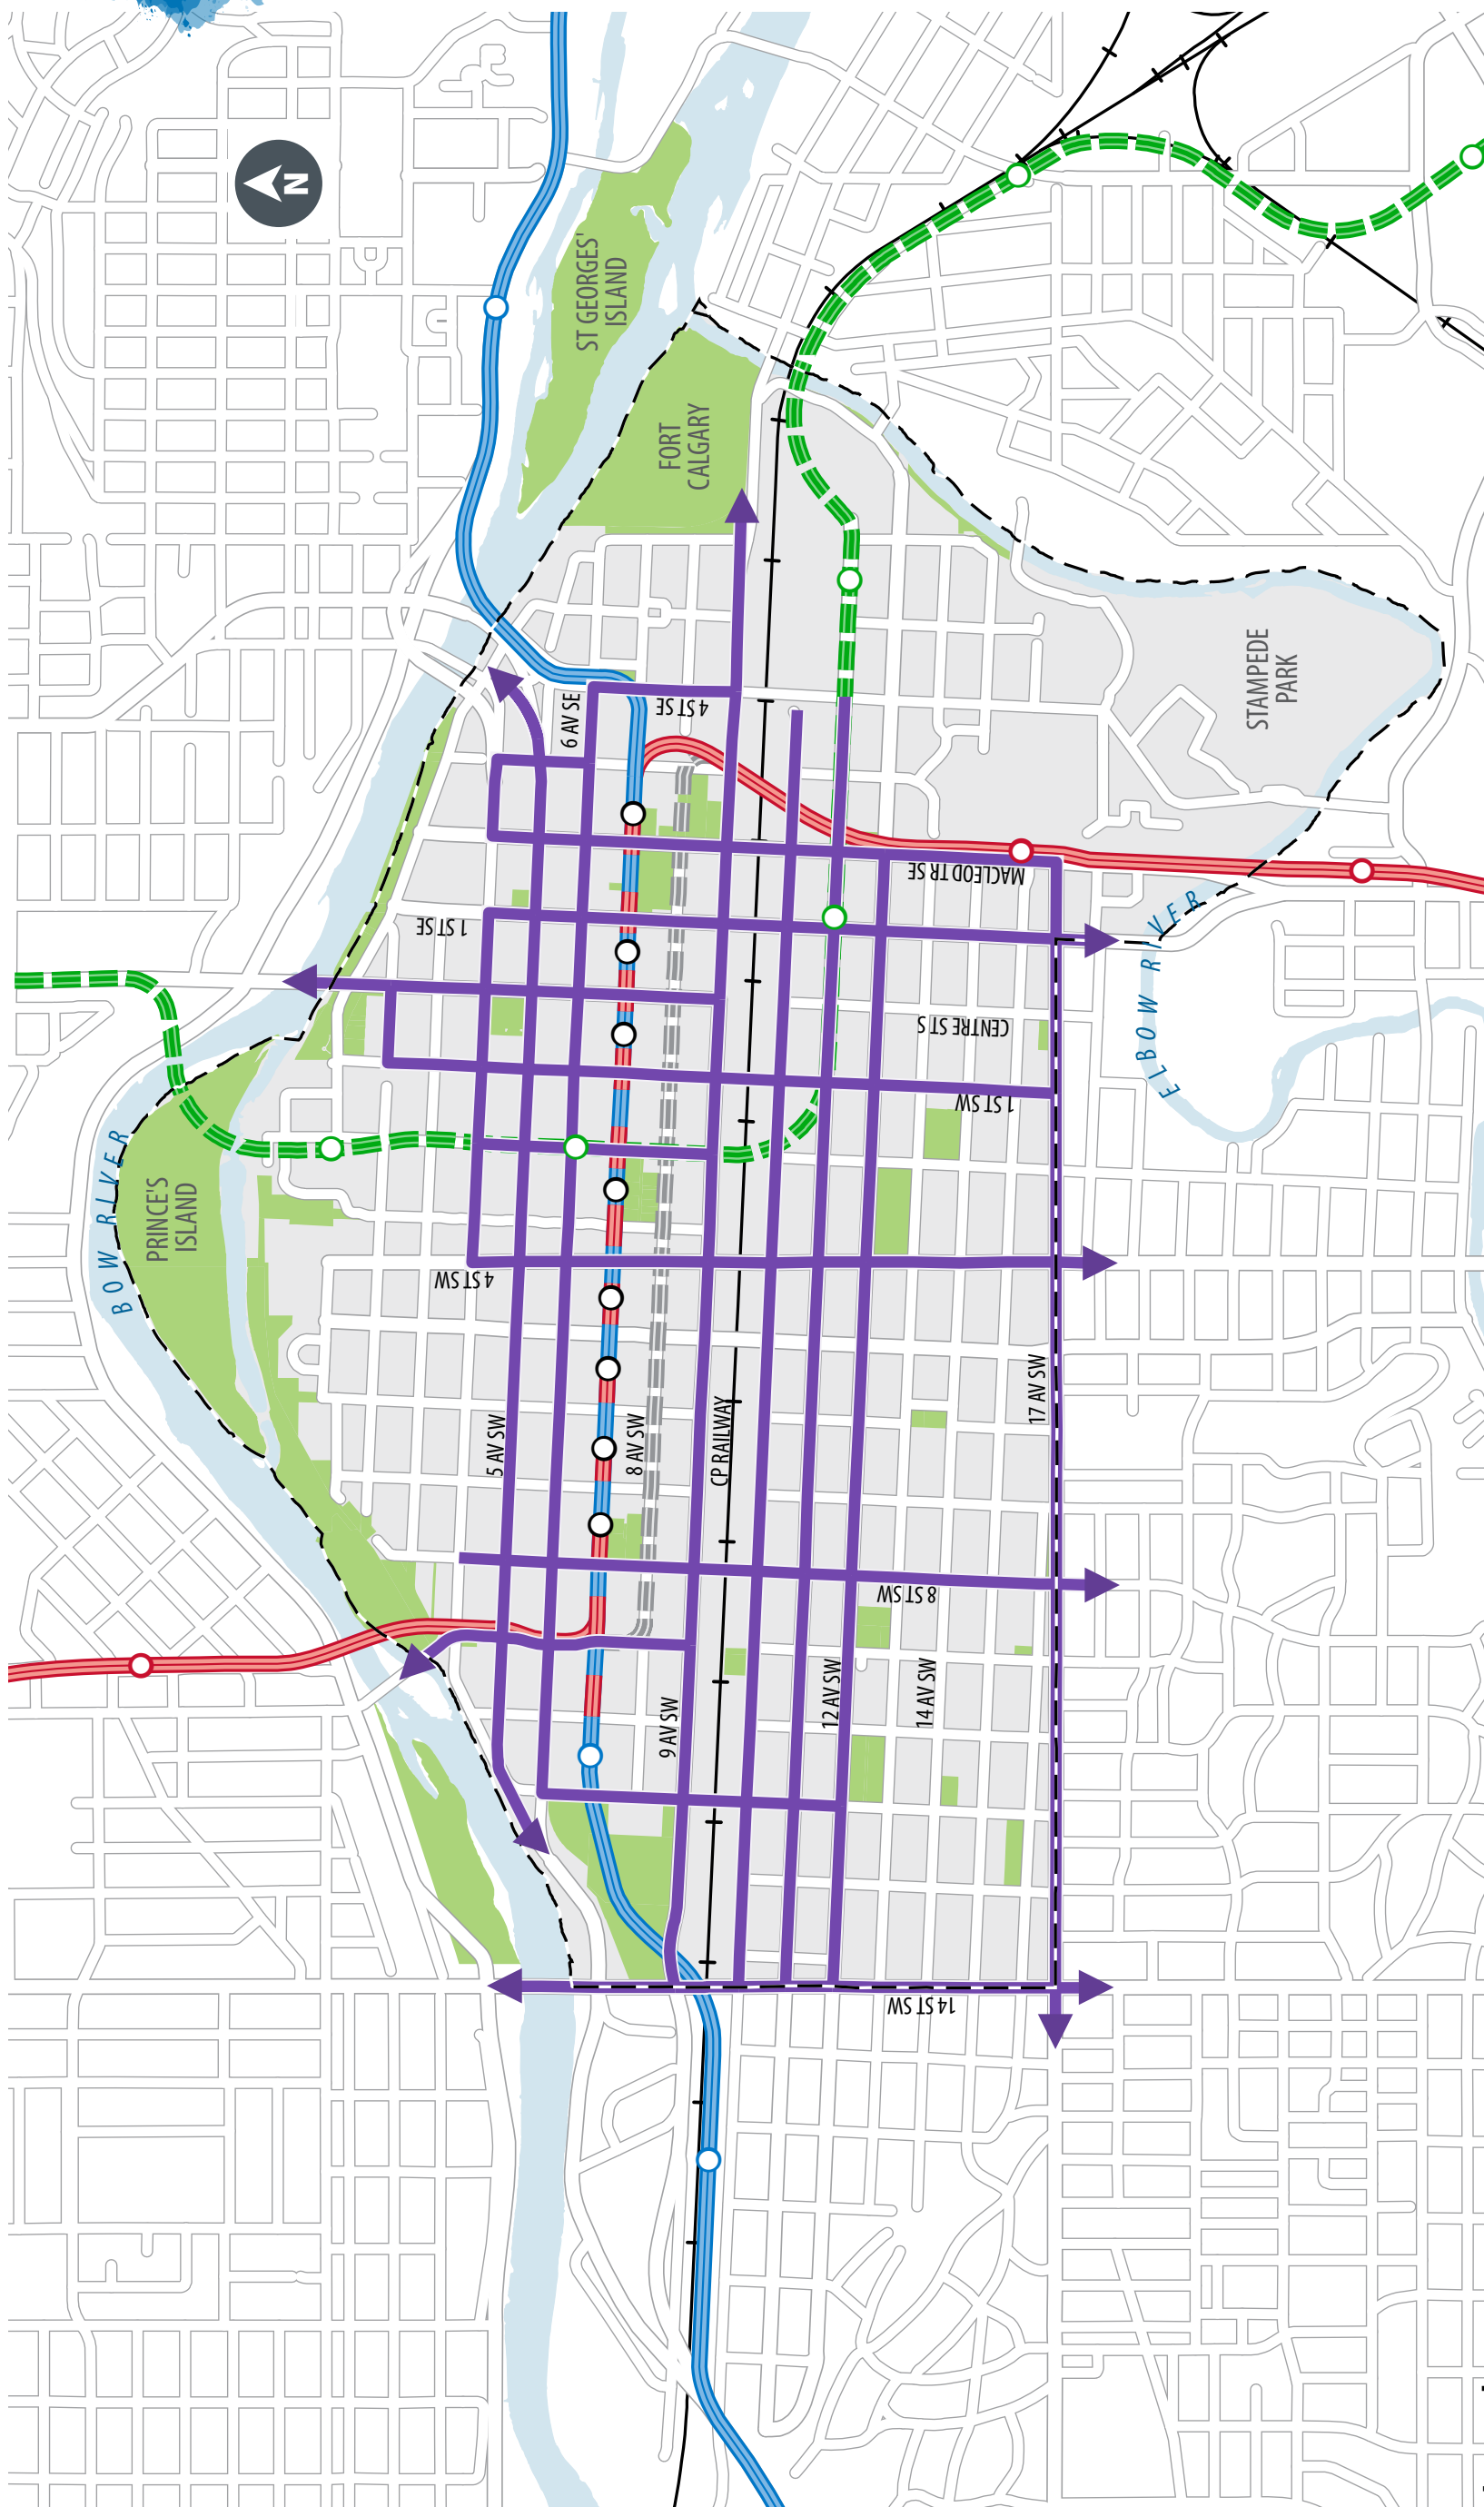 N
ST GEORGES'
ISLAND
FORT
CALGARY
STAMPEDE
PARK
6 AV SE
4 ST SE
MACLEOD TR SE
1 ST SE
ELBOW RIVER
CENTRE ST S
1 ST SW
BOW RIVER
PRINCE'S
ISLAND
4 ST SW
17 AV SW
5 AV SW
8 AV SW
CP RAILWAY
8 ST SW
9 AV SW
12 AV SW
14 AV SW
14 ST SW